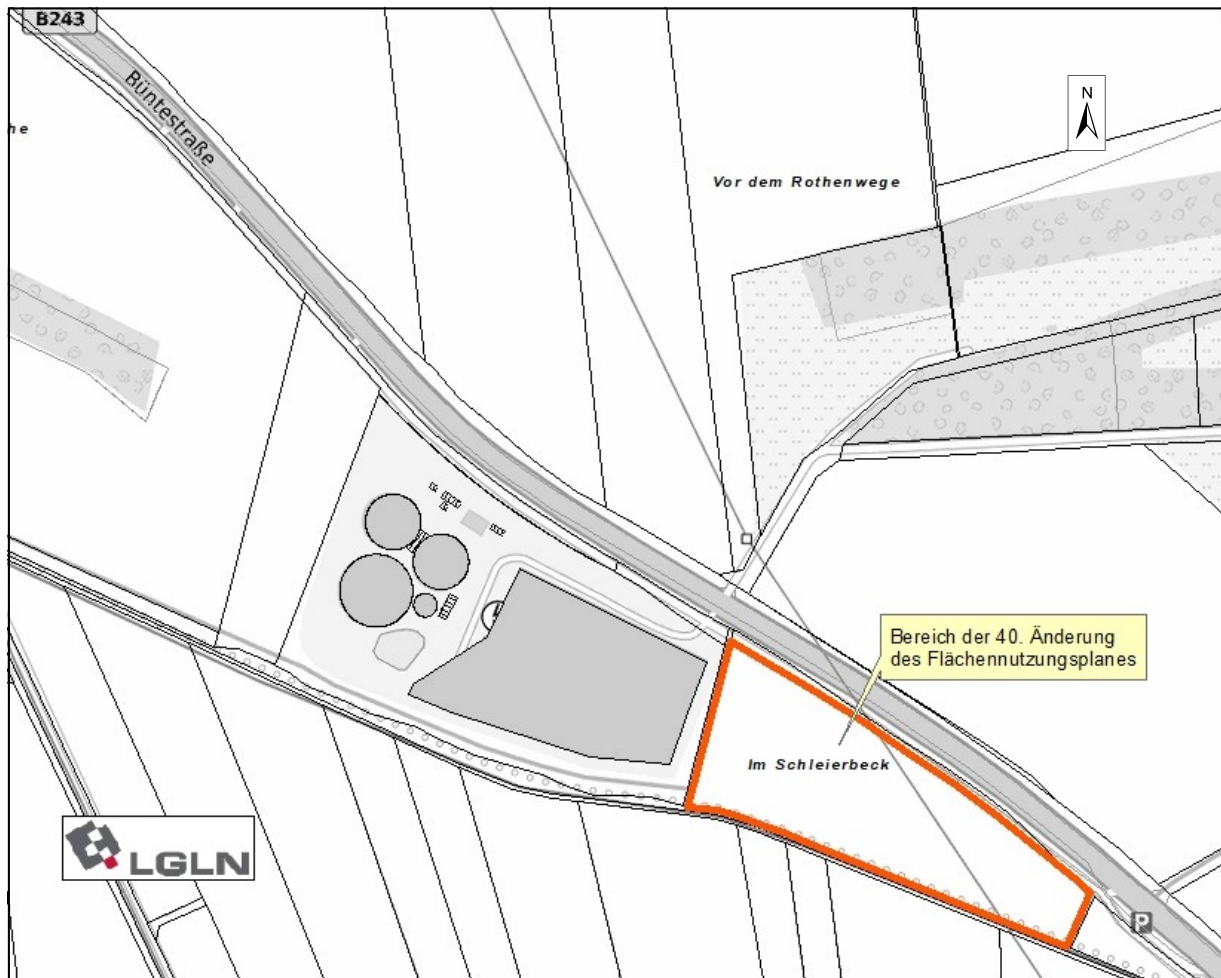 B243
Büntestraße
he
N
Vor dem Rothenwege
Bereich der 40. Änderung
des Flächennutzungsplanes
Im Schleierbeck
LGLN
P